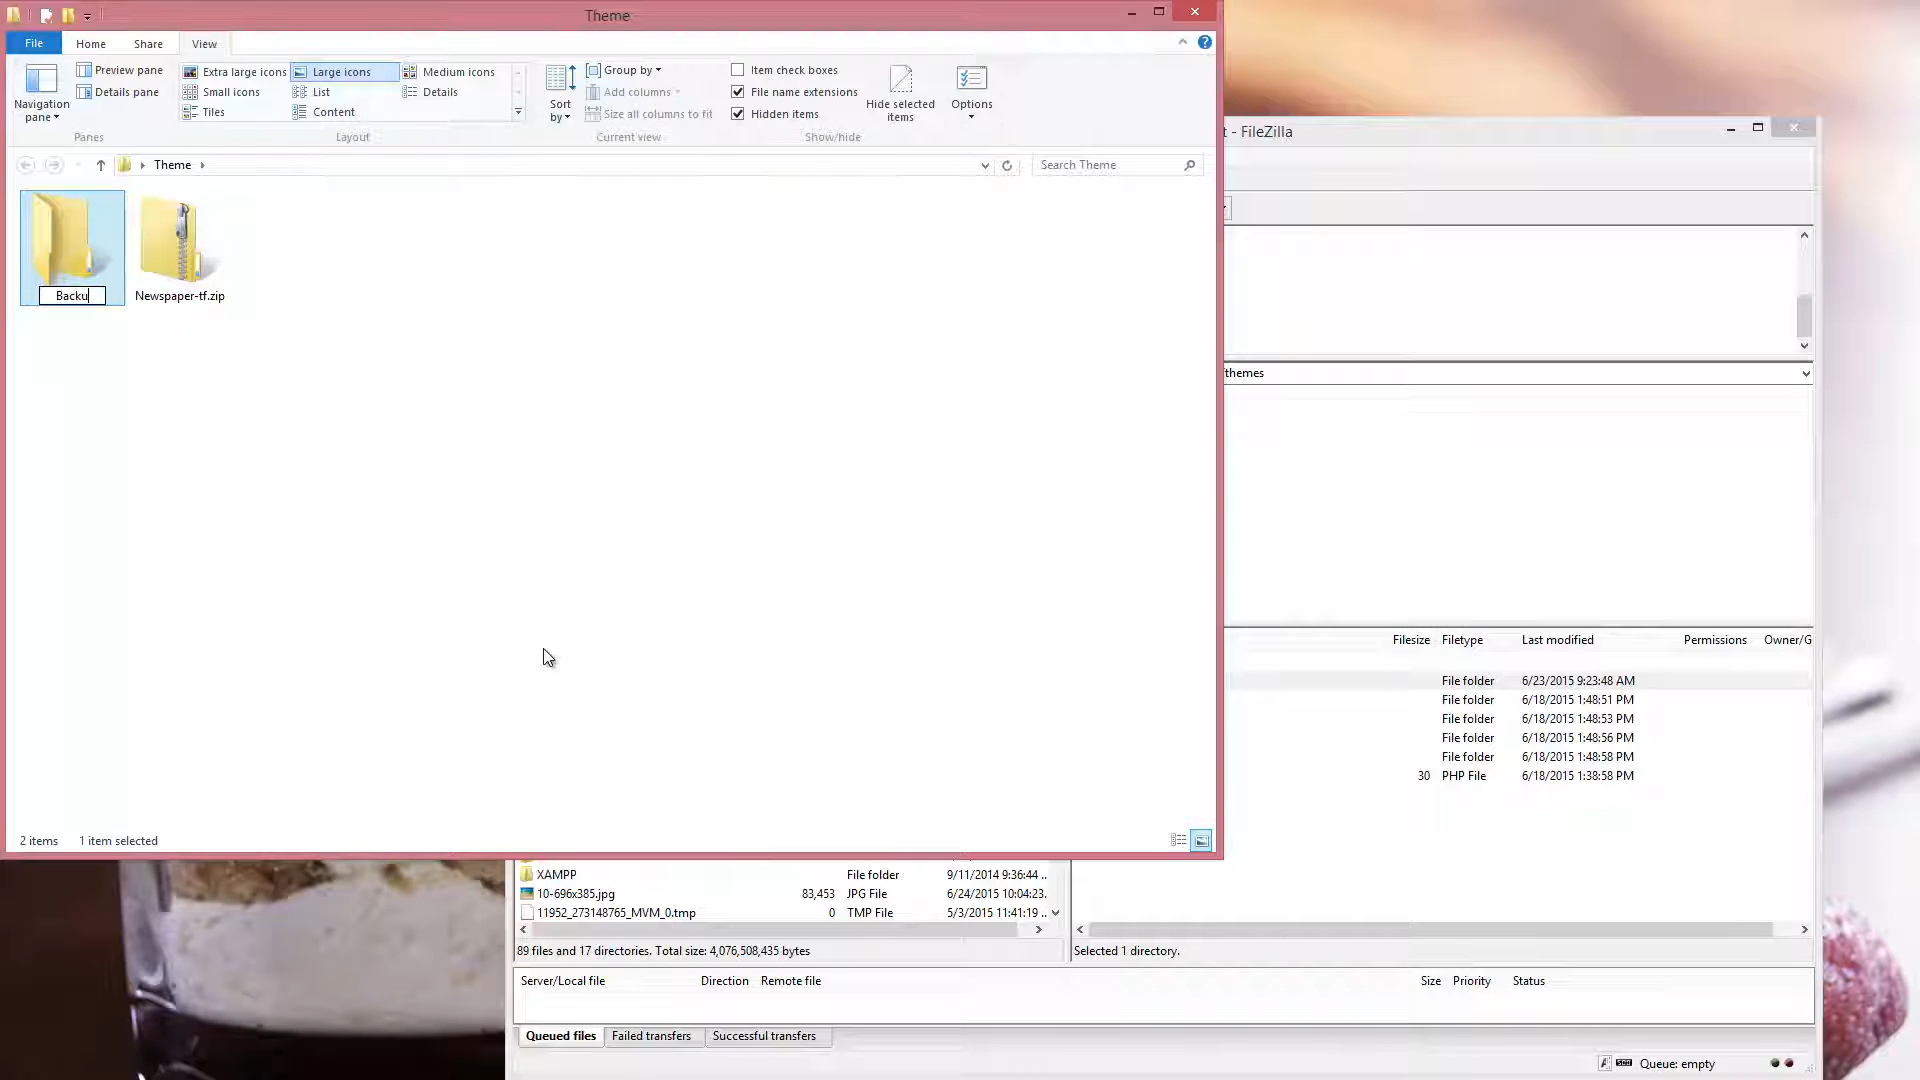 Theme
File
Home
Share
View
Navigation
pane
Preview pane
Details pane
Panes
Extra large icons
Large icons
Medium icons
Small icons
List
Details
Tiles
Content
Layout
Sort
by
Group by
Add columns
Size all columns to fit
Current view
Item check boxes
File name extensions
Hidden items
Hide selected
items
Show/hide
Options
Theme
Search Theme
Backu
Newspaper-tf.zip
2 items
1 item selected
t - FileZilla
/themes
Filesize
Filetype
Last modified
Permissions
Owner/G
File folder
6/23/2015 9:23:48 AM
File folder
6/18/2015 1:48:51 PM
File folder
6/18/2015 1:48:53 PM
File folder
6/18/2015 1:48:56 PM
File folder
6/18/2015 1:48:58 PM
30
PHP File
6/18/2015 1:38:58 PM
XAMPP
File folder
9/11/2014 9:36:44 ..
10-696x385.jpg
83,453
JPG File
6/24/2015 10:04:23.
11952_273148765_MVM_0.tmp
0
TMP File
5/3/2015 11:41:19 ..
89 files and 17 directories. Total size: 4,076,508,435 bytes
Selected 1 directory.
Server/Local file
Direction
Remote file
Size
Priority
Status
Queued files
Failed transfers
Successful transfers
Queue: empty